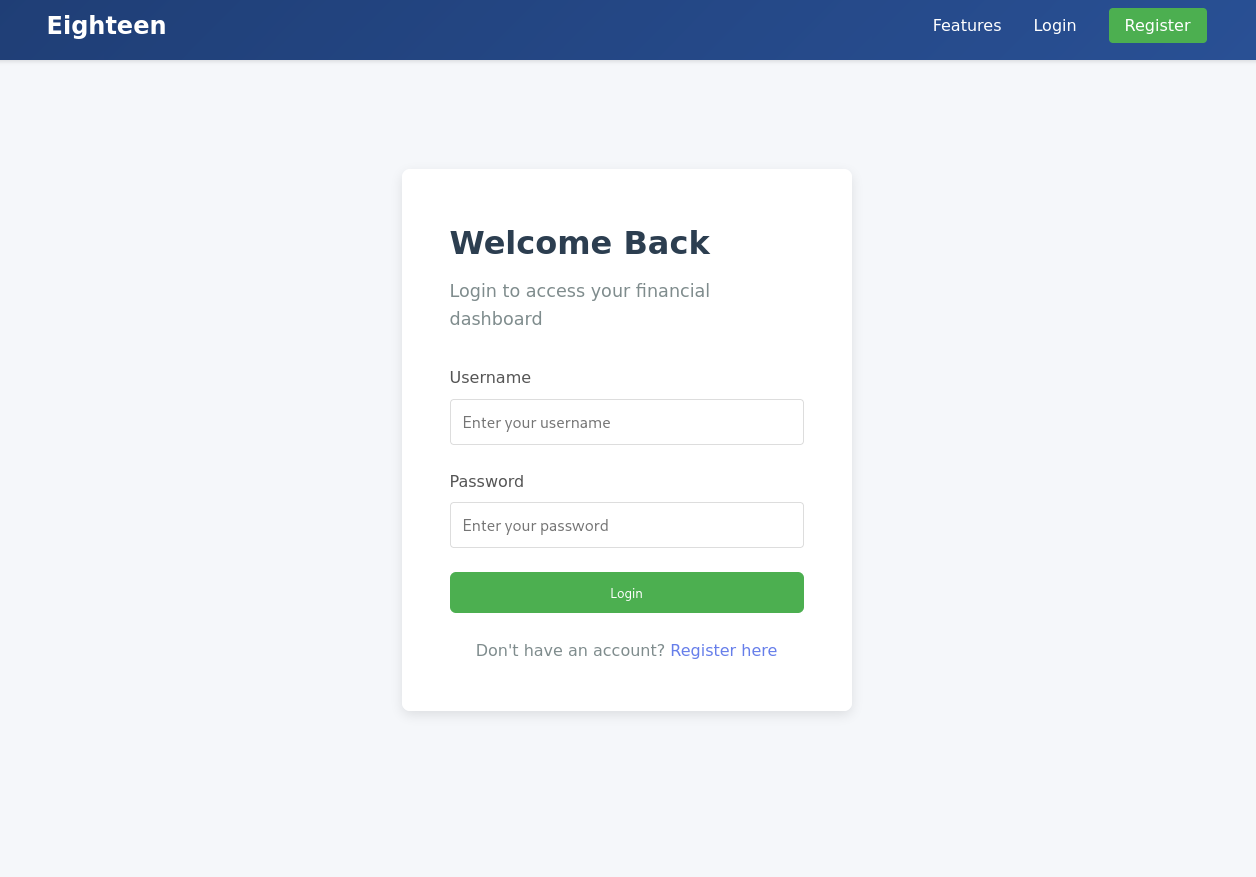 Eighteen
Features
Login
Register
Welcome Back
Login to access your financial
dashboard
Username
Enter your username
Password
Enter your password
Login
Don't have an account? Register here